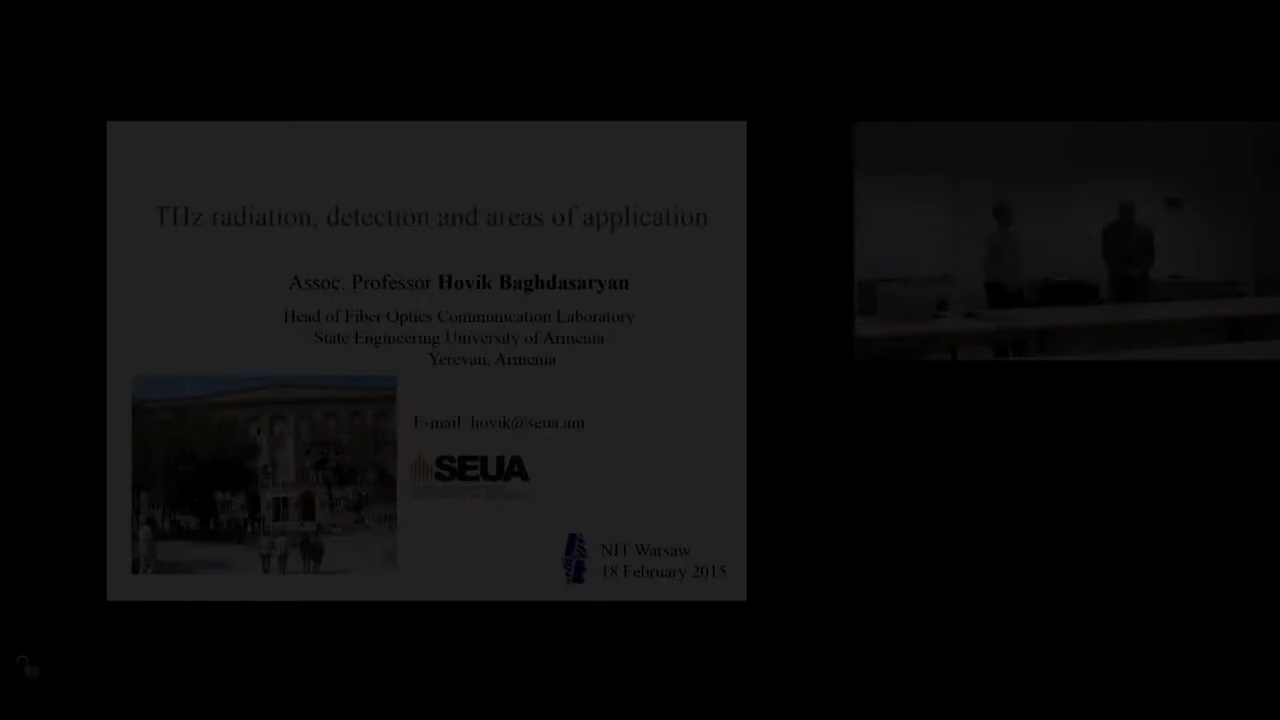 THz radiation, detection and areas of application
Assoc. Professor Hovik Baghdasaryan
Head of Fiber Optics Communication Laboratory
State Engineering University of Armenia
Yerevan, Armenia
E-mail: hovik@seua.am
SEUA
NIT Warsaw
18 February 2015